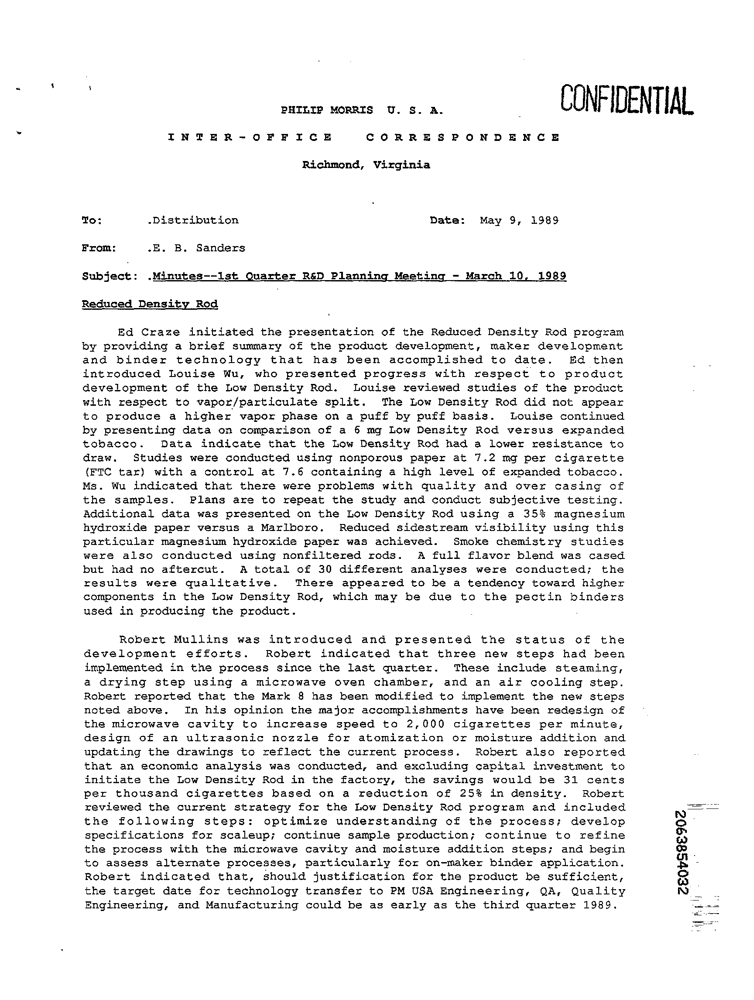 CONFIDENTIAL
PHILIP MORRIS U. S. A.
INTER-OFFICE CORRESPONDENCE
Richmond, Virginia
To: .Distribution Date: May 9, 1989
From: .E. B. Sanders
Subject: .Minutes--1st Quarter R&D Planning Meeting - March 10, 1989
Reduced Density Rod
Ed Craze initiated the presentation of the Reduced Density Rod program
by providing a brief summary of the product development, maker development
and binder technology that has been accomplished to date. Ed then
introduced Louise Wu, who presented progress with respect to product
development of the Low Density Rod. Louise reviewed studies of the product
with respect to vapor/particulate split. The Low Density Rod did not appear
to produce a higher vapor phase on a puff by puff basis. Louise continued
by presenting data on comparison of a 6 mg Low Density Rod versus expanded
tobacco. Data indicate that the Low Density Rod had a lower resistance to
draw. Studies were conducted using nonporous paper at 7.2 mg per cigarette
(FTC tar) with a control at 7.6 containing a high level of expanded tobacco.
Ms. Wu indicated that there were problems with quality and over casing of
the samples. Plans are to repeat the study and conduct subjective testing.
Additional data was presented on the Low Density Rod using a 35% magnesium
hydroxide paper versus a Marlboro. Reduced sidestream visibility using this
particular magnesium hydroxide paper was achieved. Smoke chemistry studies
were also conducted using nonfiltered rods. A full flavor blend was cased
but had no aftercut. A total of 30 different analyses were conducted; the
results were qualitative. There appeared to be a tendency toward higher
components in the Low Density Rod, which may be due to the pectin binders
used in producing the product.
Robert Mullins was introduced and presented the status of the
development efforts. Robert indicated that three new steps had been
implemented in the process since the last quarter. These include steaming,
a drying step using a microwave oven chamber, and an air cooling step.
Robert reported that the Mark 8 has been modified to implement the new steps
noted above. In his opinion the major accomplishments have been redesign of
the microwave cavity to increase speed to 2,000 cigarettes per minute,
design of an ultrasonic nozzle for atomization or moisture addition and
updating the drawings to reflect the current process. Robert also reported
that an economic analysis was conducted, and excluding capital investment to
initiate the Low Density Rod in the factory, the savings would be 31 cents
per thousand cigarettes based on a reduction of 25% in density. Robert
reviewed the current strategy for the Low Density Rod program and included
the following steps: optimize understanding of the process; develop
specifications for scaleup; continue sample production; continue to refine
the process with the microwave cavity and moisture addition steps; and begin
to assess alternate processes, particularly for on-maker binder application.
Robert indicated that, should justification for the product be sufficient,
the target date for technology transfer to PM USA Engineering, QA, Quality
Engineering, and Manufacturing could be as early as the third quarter 1989.
2063854032